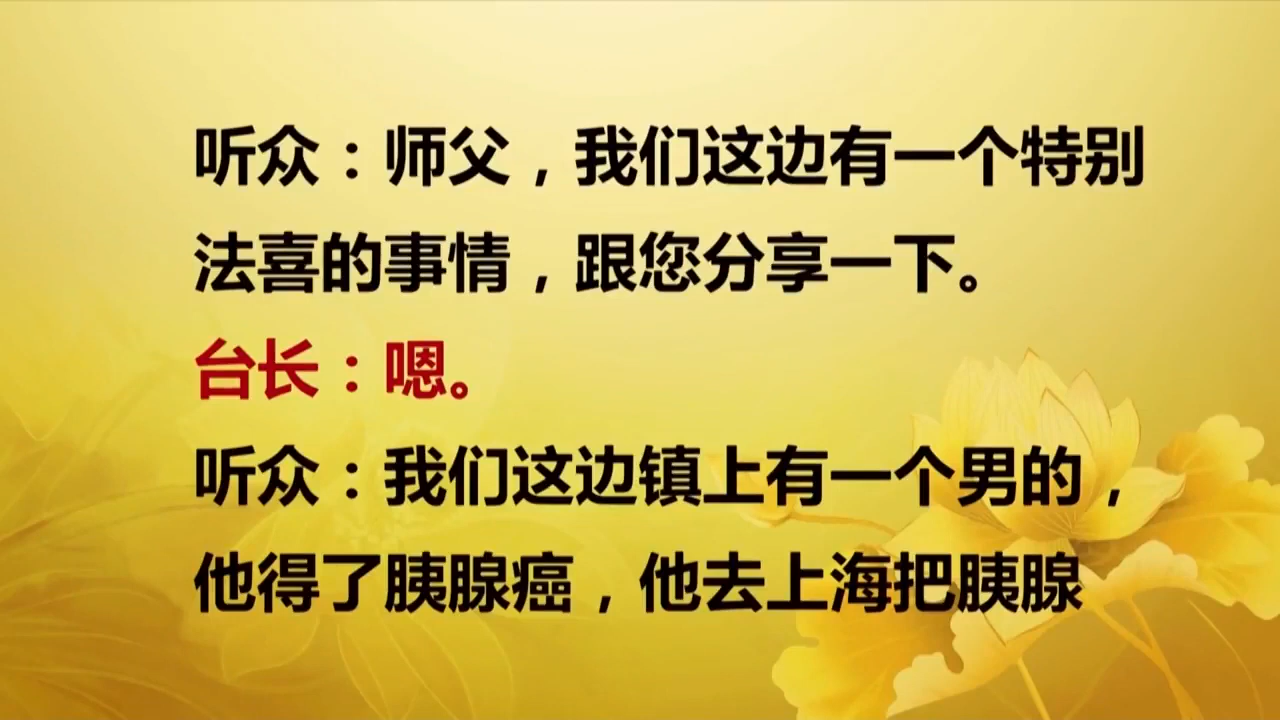 听众：师父，我们这边有一个特别
法喜的事情，跟您分享一下。
台长：嗯。
听众：我们这边镇上有一个男的，
他得了胰腺癌，他去上海把胰腺